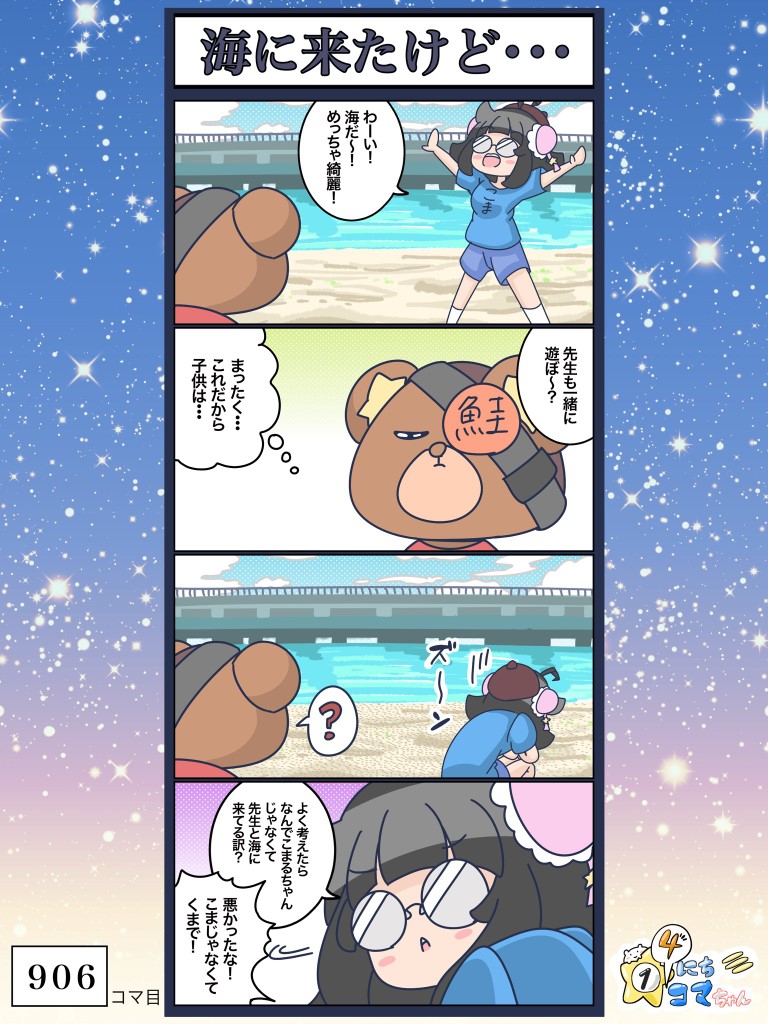 海に来たけど・・・
わーい！
海だ〜！
めっちゃ綺麗！
こま
先生も一緒に
遊ぼ〜？
鮭
まったく・・・
これだから
子供は・・・
ズ〜ン
？
よく考えたら
なんでこまるちゃん
じゃなくて
先生と海に
来てる訳？
悪かったな！
こまじゃなくて
くまで！
906
コマ目
1
にち
4
コマ
ちゃん